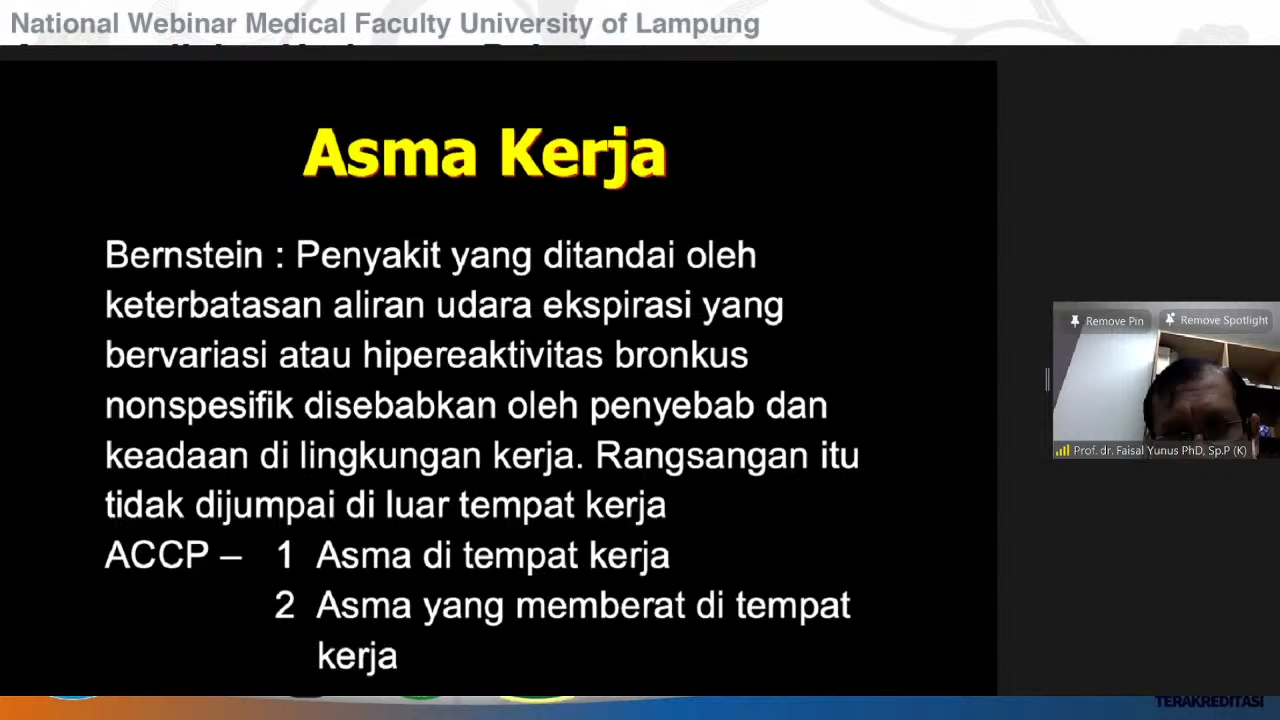 National Webinar Medical Faculty University of Lampung
Asma Kerja
Bernstein : Penyakit yang ditandai oleh
keterbatasan aliran udara ekspirasi yang
bervariasi atau hipereaktivitas bronkus
nonspesifik disebabkan oleh penyebab dan
keadaan di lingkungan kerja. Rangsangan itu
tidak dijumpai di luar tempat kerja
ACCP – 1 Asma di tempat kerja
2 Asma yang memberat di tempat
kerja
Remove Pin Remove Spotlight
Prof. dr. Faisal Yunus PhD, Sp.P (K)
TERAKREDITASI